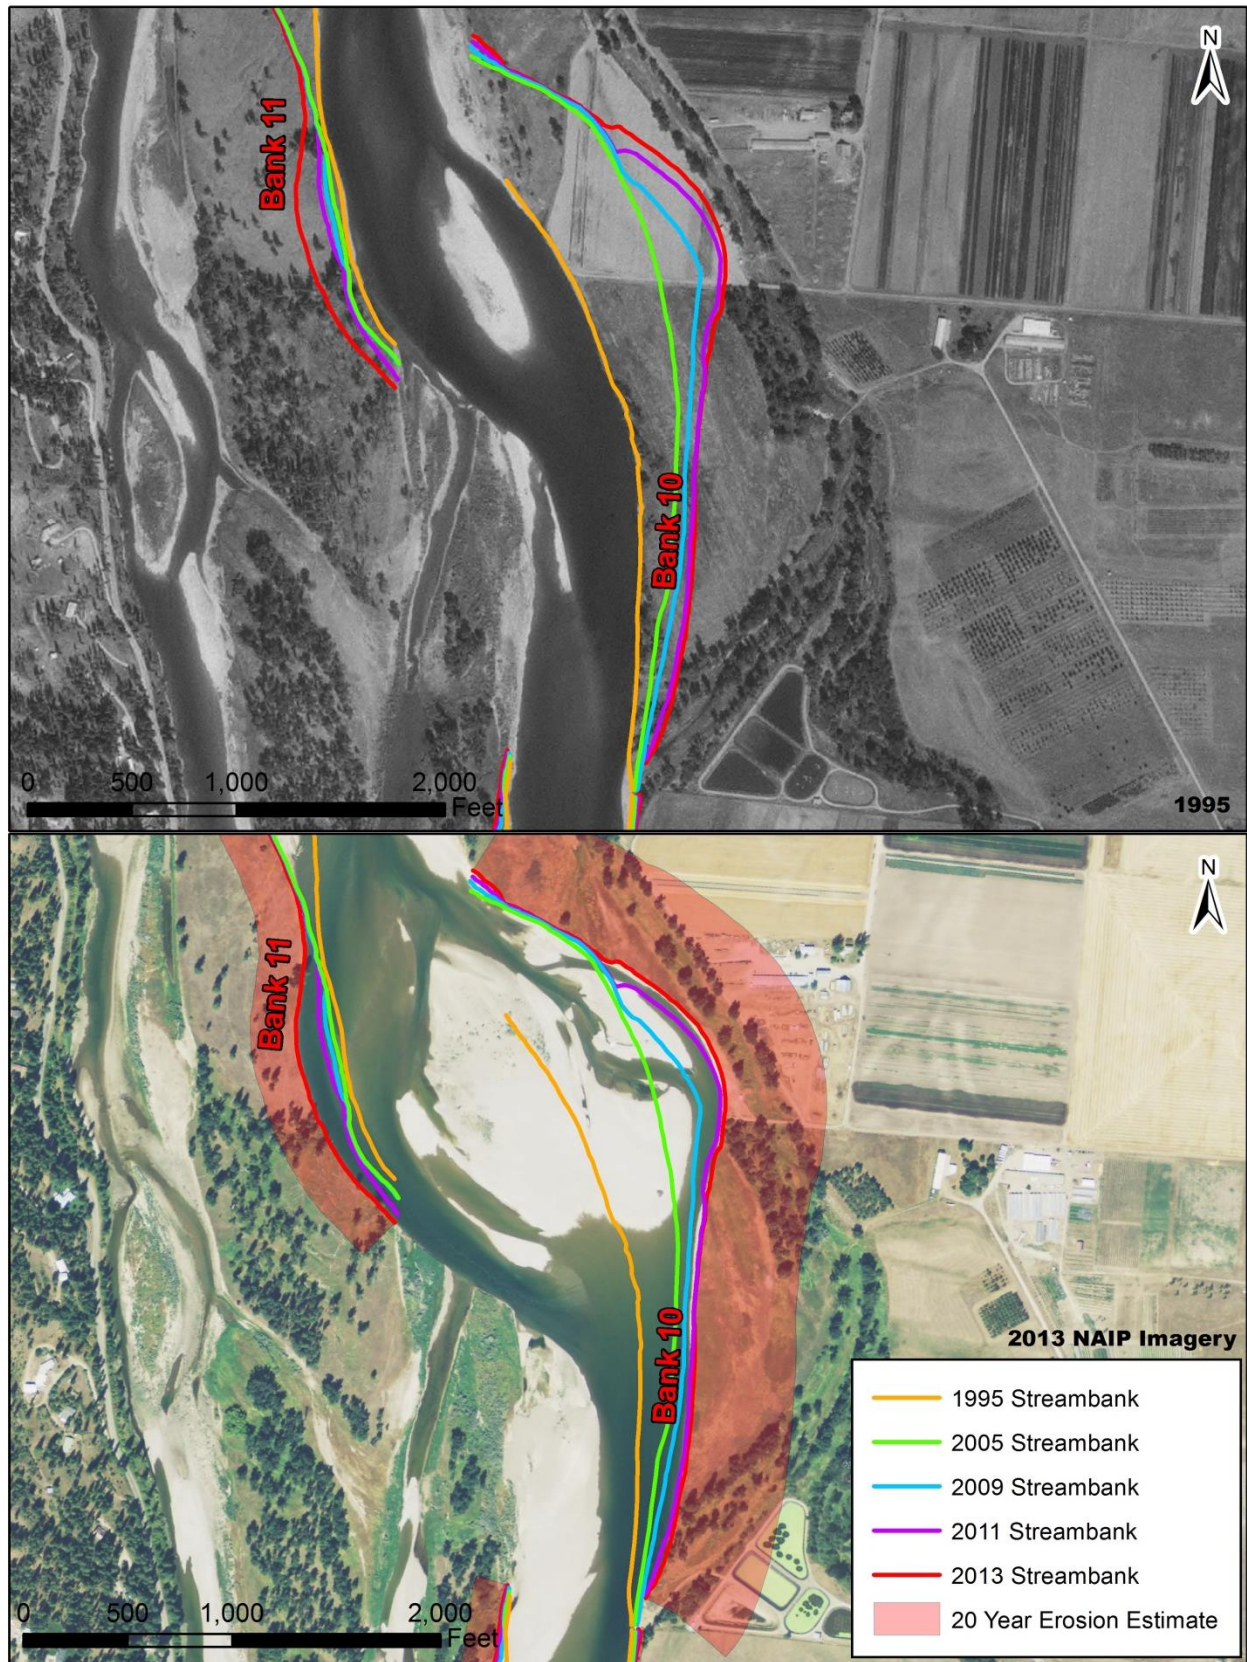 N
Bank 11
Bank 10
0 500 1,000 2,000
Feet
1995
N
Bank 11
Bank 10
2013 NAIP Imagery
1995 Streambank
2005 Streambank
2009 Streambank
2011 Streambank
2013 Streambank
20 Year Erosion Estimate
0 500 1,000 2,000
Feet